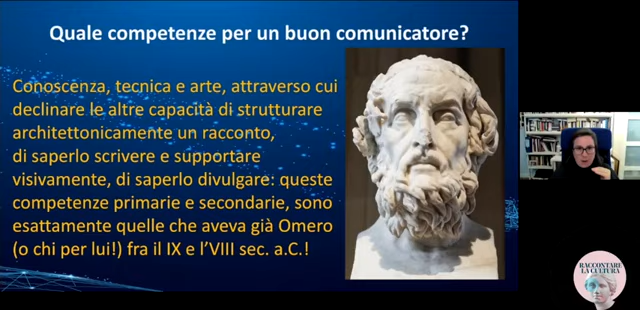 Quale competenze per un buon comunicatore?
Conoscenza, tecnica e arte, attraverso cui
declinare le altre capacità di strutturare
architettonicamente un racconto,
di saperlo scrivere e supportare
visivamente, di saperlo divulgare: queste
competenze primarie e secondarie, sono
esattamente quelle che aveva già Omero
(o chi per lui!) fra il IX e l'VIII sec. a.C.!
RACCONTARE
LA CULTURA